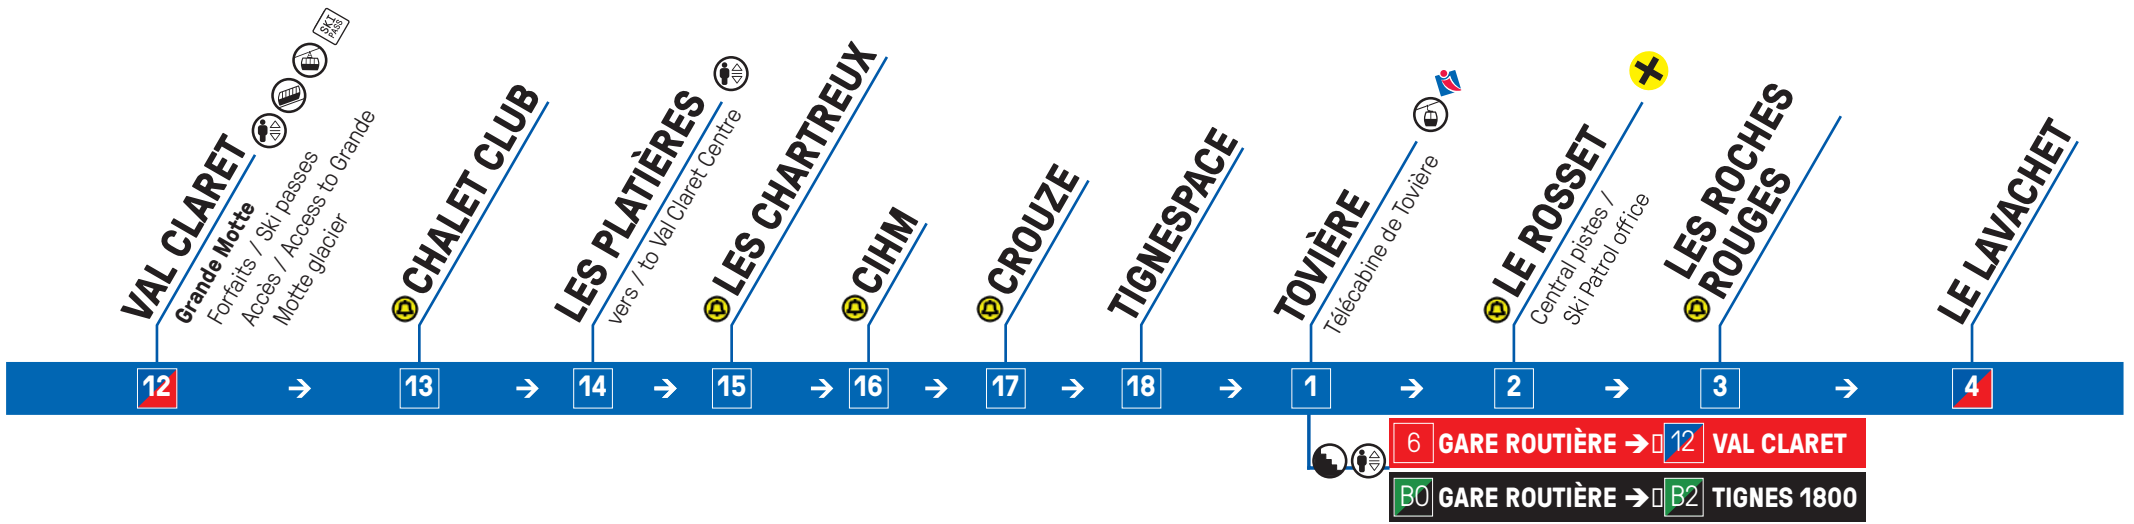 VAL CLARET
Grande Motte
Forfaits / Ski passes
Accès / Access to Grande
Motte glacier
SKI
PASS
CHALET CLUB
LES PLATIÈRES
vers / to Val Claret Centre
LES CHARTREUX
CIHM
CROUZE
TIGNESPACE
TOVIÈRE
Télécabine de Tovière
LE ROSSET
Central pistes /
Ski Patrol office
LES ROCHES
ROUGES
LE LAVACHET
12 → 13 → 14 → 15 → 16 → 17 → 18 → 1 → 2 → 3 → 4
6 GARE ROUTIÈRE → 12 VAL CLARET
B0 GARE ROUTIÈRE → B2 TIGNES 1800